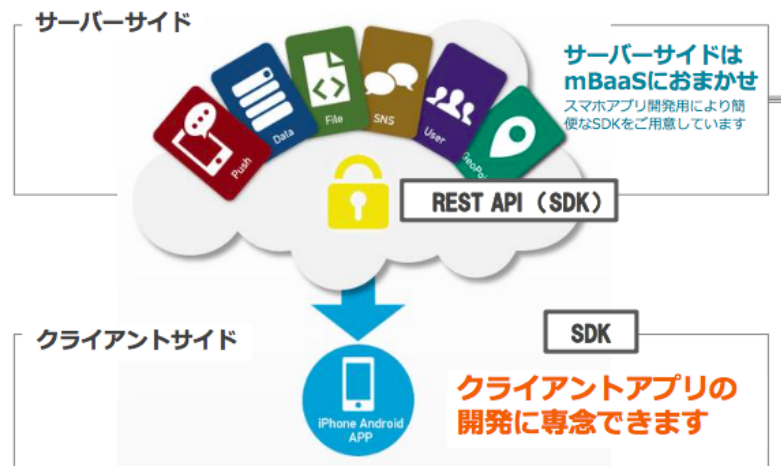 サーバーサイド
サーバーサイドは
mBaaSにおまかせ
スマホアプリ開発用により簡
便なSDKをご用意しています
Push
Data
File
SNS
User
GeoPoi
REST API（SDK）
クライアントサイド
SDK
iPhone Android
APP
クライアントアプリの
開発に専念できます